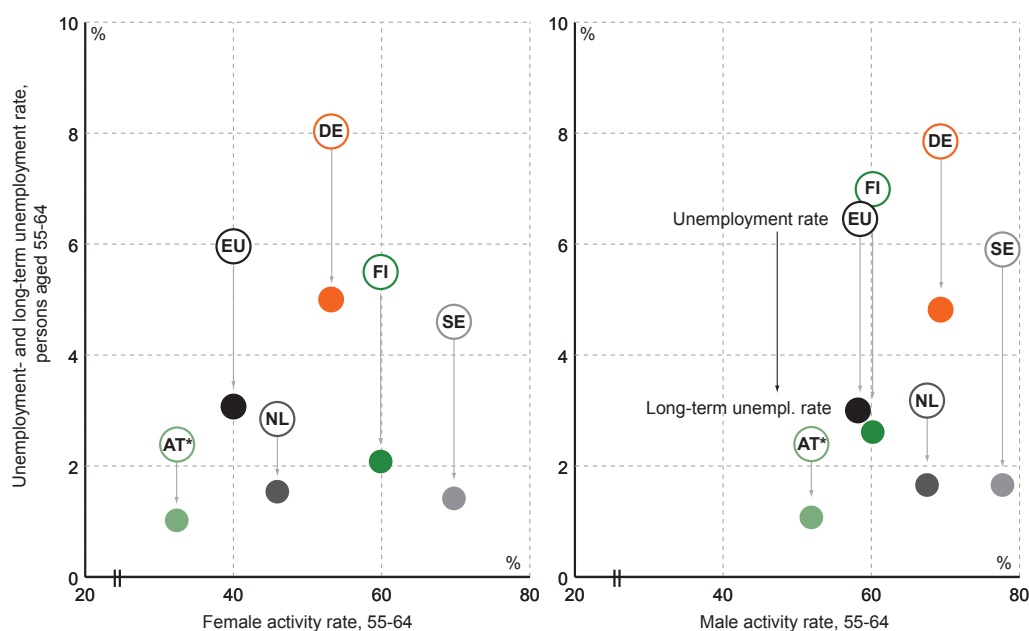 Unemployment- and long-term unemployment rate,
persons aged 55-64
10
%
8
6
4
2
0
DE
EU
FI
SE
NL
AT*
%
20
40
60
80
Female activity rate, 55-64
10
%
8
6
4
2
0
DE
FI
EU
Unemployment rate
SE
Long-term unempl. rate
NL
AT*
%
20
40
60
80
Male activity rate, 55-64